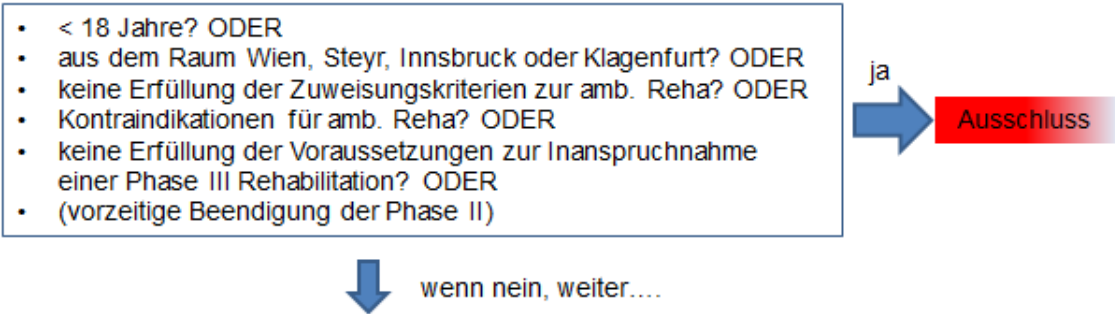 • < 18 Jahre? ODER
• aus dem Raum Wien, Steyr, Innsbruck oder Klagenfurt? ODER
• keine Erfüllung der Zuweisungskriterien zur amb. Reha? ODER
• Kontraindikationen für amb. Reha? ODER
• keine Erfüllung der Voraussetzungen zur Inanspruchnahme
einer Phase III Rehabilitation? ODER
• (vorzeitige Beendigung der Phase II)
ja
Ausschluss
wenn nein, weiter....